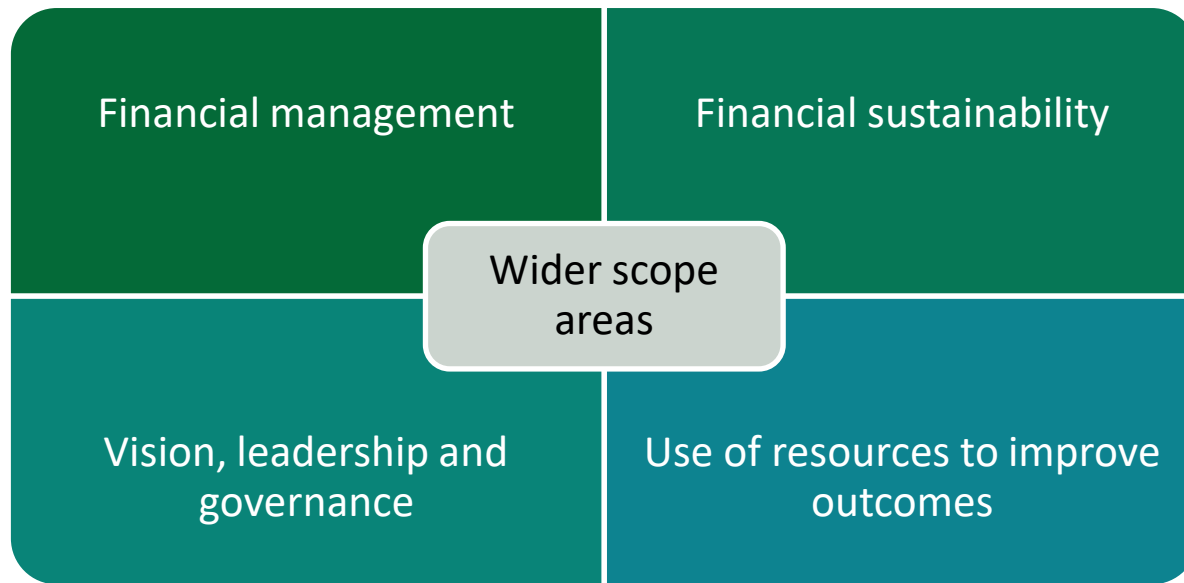 Financial management
Financial sustainability
Wider scope
areas
Vision, leadership and
governance
Use of resources to improve
outcomes